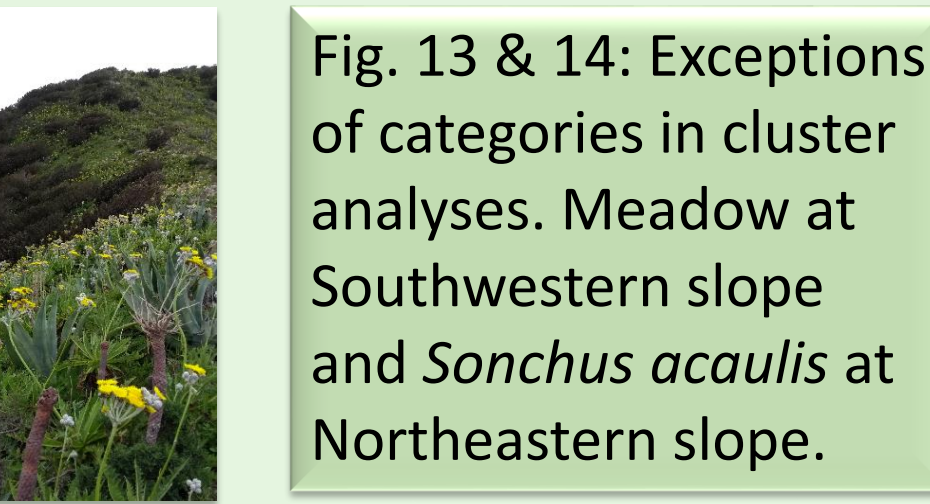 Fig. 13 & 14: Exceptions
of categories in cluster
analyses. Meadow at
Southwestern slope
and Sonchus acaulis at
Northeastern slope.